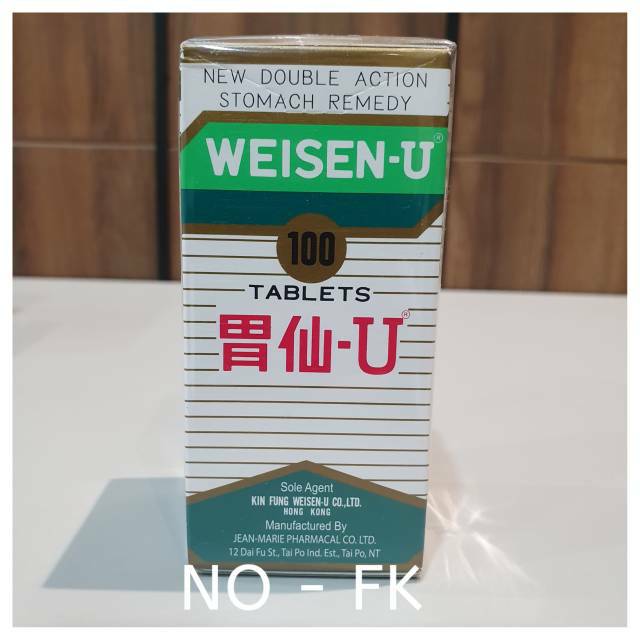 NEW DOUBLE ACTION
STOMACH REMEDY
WEISEN-U®
100
TABLETS
胃仙-U®
Sole Agent
KIN FUNG WEISEN-U CO.,LTD.
HONG KONG
Manufactured By
JEAN-MARIE PHARMACAL CO. LTD.
12 Dai Fu St., Tai Po Ind. Est., Tai Po, NT
NO - FK